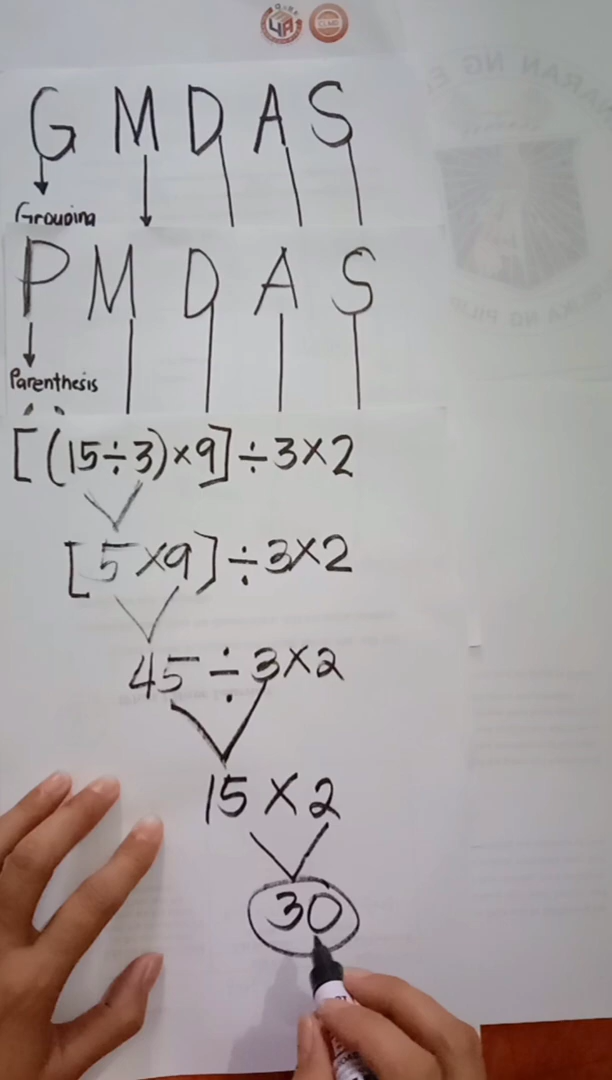 G M D A S
Grouping
P M D A S
Parenthesis
[(15÷3)×9]÷3×2
[5×9]÷3×2
45÷3×2
15×2
30